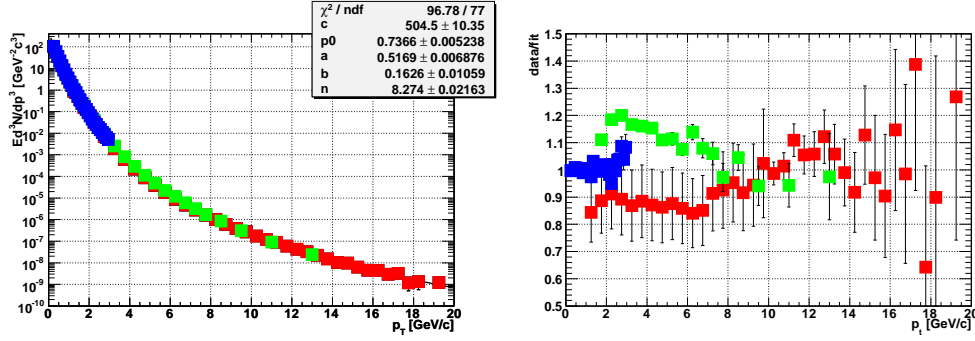 χ² / ndf 96.78 / 77
c 504.5 ± 10.35
p0 0.7366 ± 0.005238
a 0.5169 ± 0.006876
b 0.1626 ± 0.01059
n 8.274 ± 0.02163
Ed³N/dp³ [GeV⁻²c³]
10²
10
1
10⁻¹
10⁻²
10⁻³
10⁻⁴
10⁻⁵
10⁻⁶
10⁻⁷
10⁻⁸
10⁻⁹
10⁻¹⁰
0 2 4 6 8 10 12 14 16 18 20
p_T [GeV/c]
data/fit
1.5
1.4
1.3
1.2
1.1
1.0
0.9
0.8
0.7
0.6
0.5
0 2 4 6 8 10 12 14 16 18 20
p_t [GeV/c]